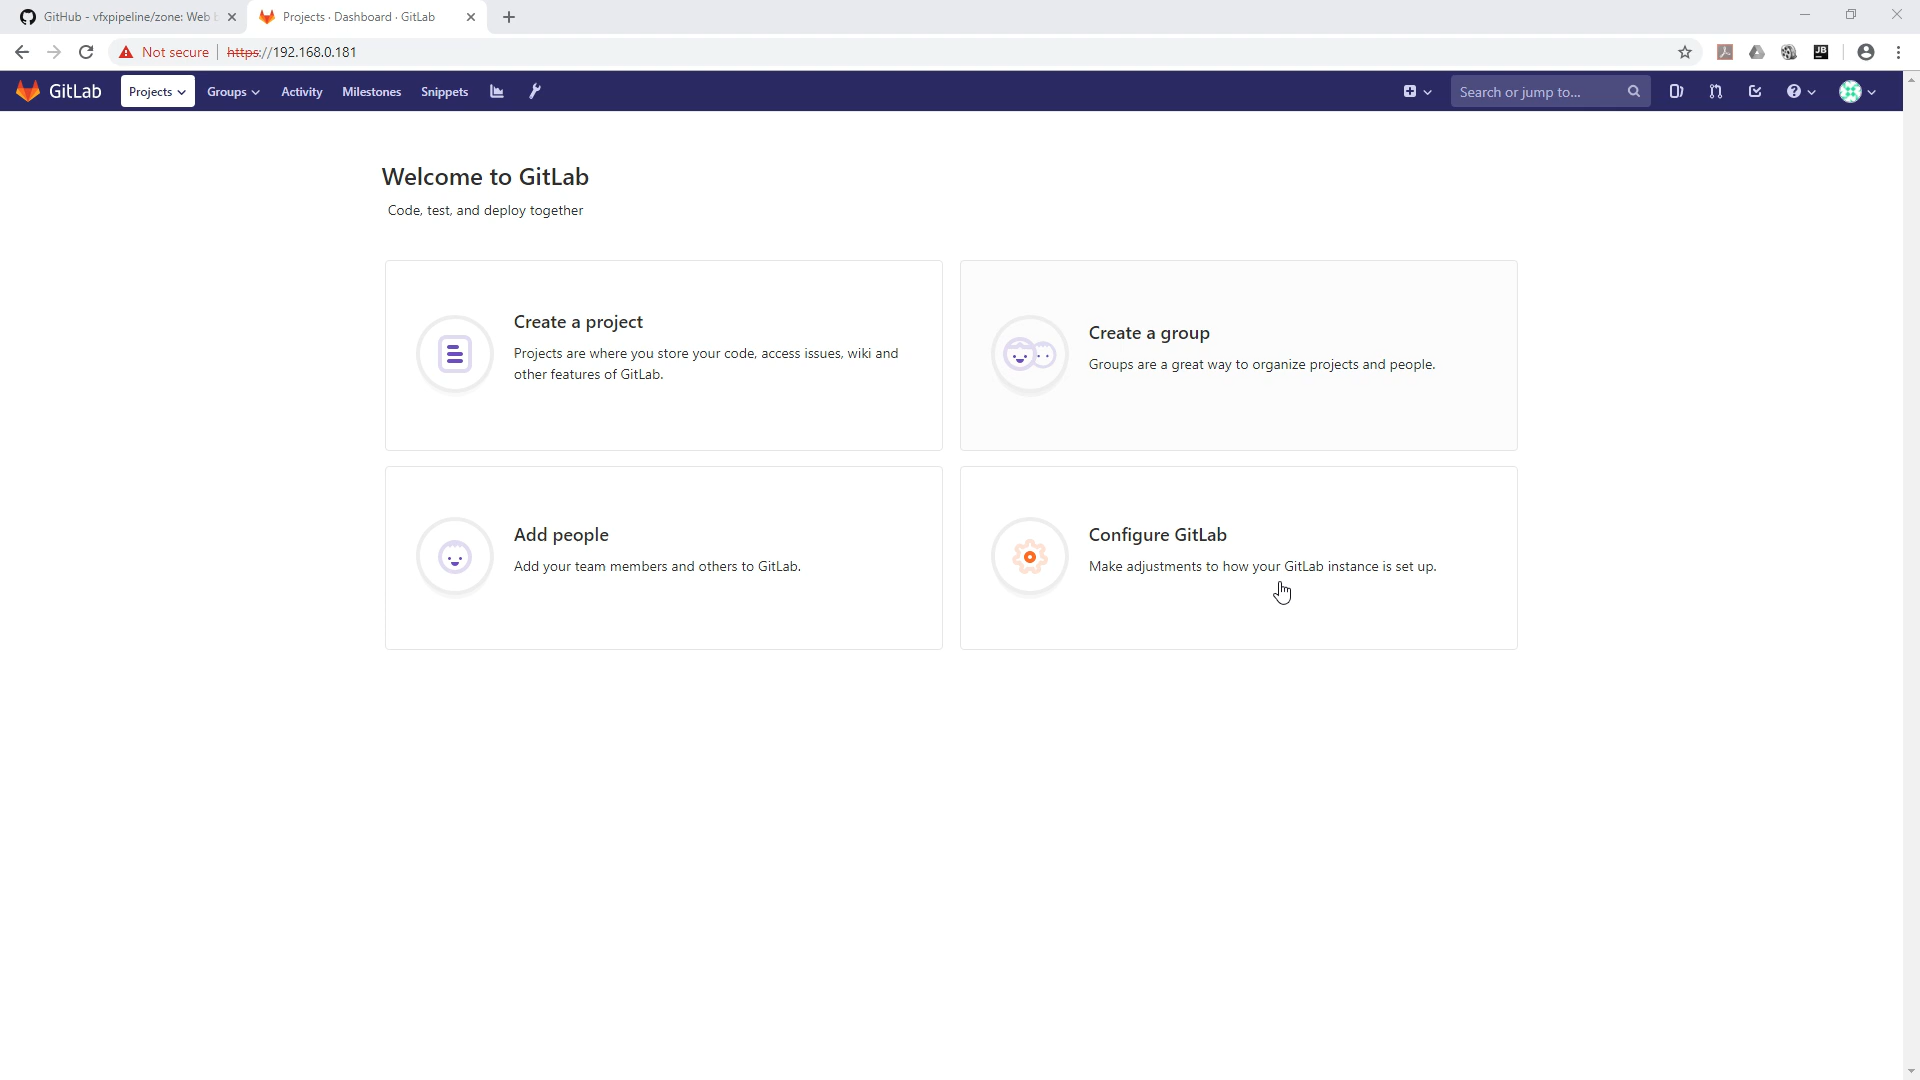 GitHub - vfxpipeline/zone: Web
Projects · Dashboard · GitLab
Not secure
https://192.168.0.181
JB
GitLab
Projects
Groups
Activity
Milestones
Snippets
Search or jump to...
Welcome to GitLab
Code, test, and deploy together
Create a project
Projects are where you store your code, access issues, wiki and
other features of GitLab.
Create a group
Groups are a great way to organize projects and people.
Add people
Add your team members and others to GitLab.
Configure GitLab
Make adjustments to how your GitLab instance is set up.